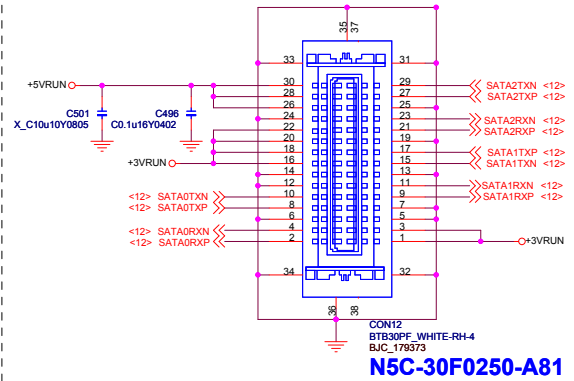 35
37
33
31
+5VRUN
30
29
SATA2TXN <12>
28
27
SATA2TXP <12>
26
25
C501
C496
24
23
SATA2RXN <12>
X_C10u10Y0805
C0.1u16Y0402
22
21
SATA2RXP <12>
20
19
18
17
SATA1TXP <12>
+3VRUN
16
15
SATA1TXN <12>
14
13
12
11
SATA1RXN <12>
<12> SATA0TXN
10
9
SATA1RXP <12>
<12> SATA0TXP
8
7
6
5
<12> SATA0RXN
4
3
<12> SATA0RXP
2
1
+3VRUN
34
32
36
38
CON12
BTB30PF_WHITE-RH-4
BJC_179373
N5C-30F0250-A81